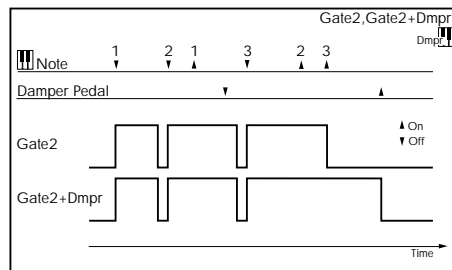 Gate2,Gate2+Dmpr
Dmpr
1 2 1 3 2 3
Note
Damper Pedal
On
Off
Gate2
Gate2+Dmpr
Time